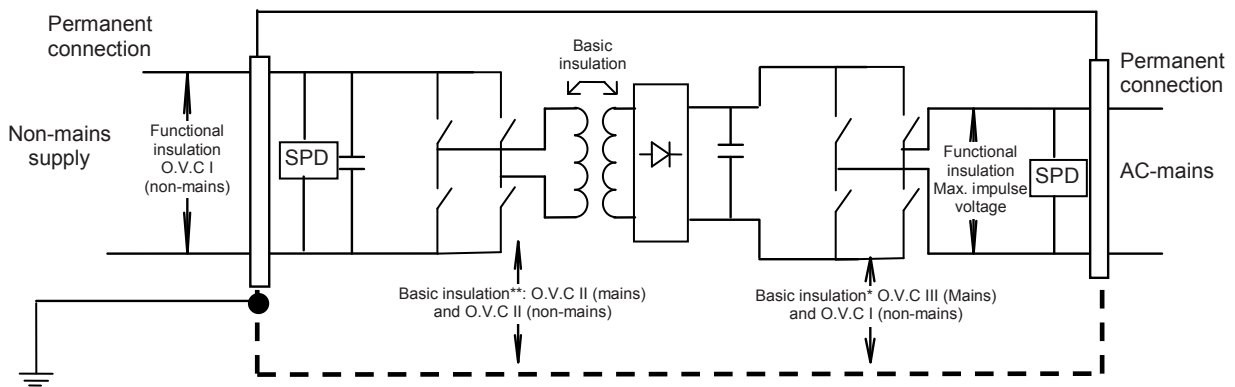 Permanent
connection
Non-mains
supply
Functional
insulation
O.V.C I
(non-mains)
SPD
Basic
insulation
Basic insulation**: O.V.C II (mains)
and O.V.C II (non-mains)
Basic insulation* O.V.C III (Mains)
and O.V.C I (non-mains)
Functional
insulation
Max. impulse
voltage
SPD
Permanent
connection
AC-mains